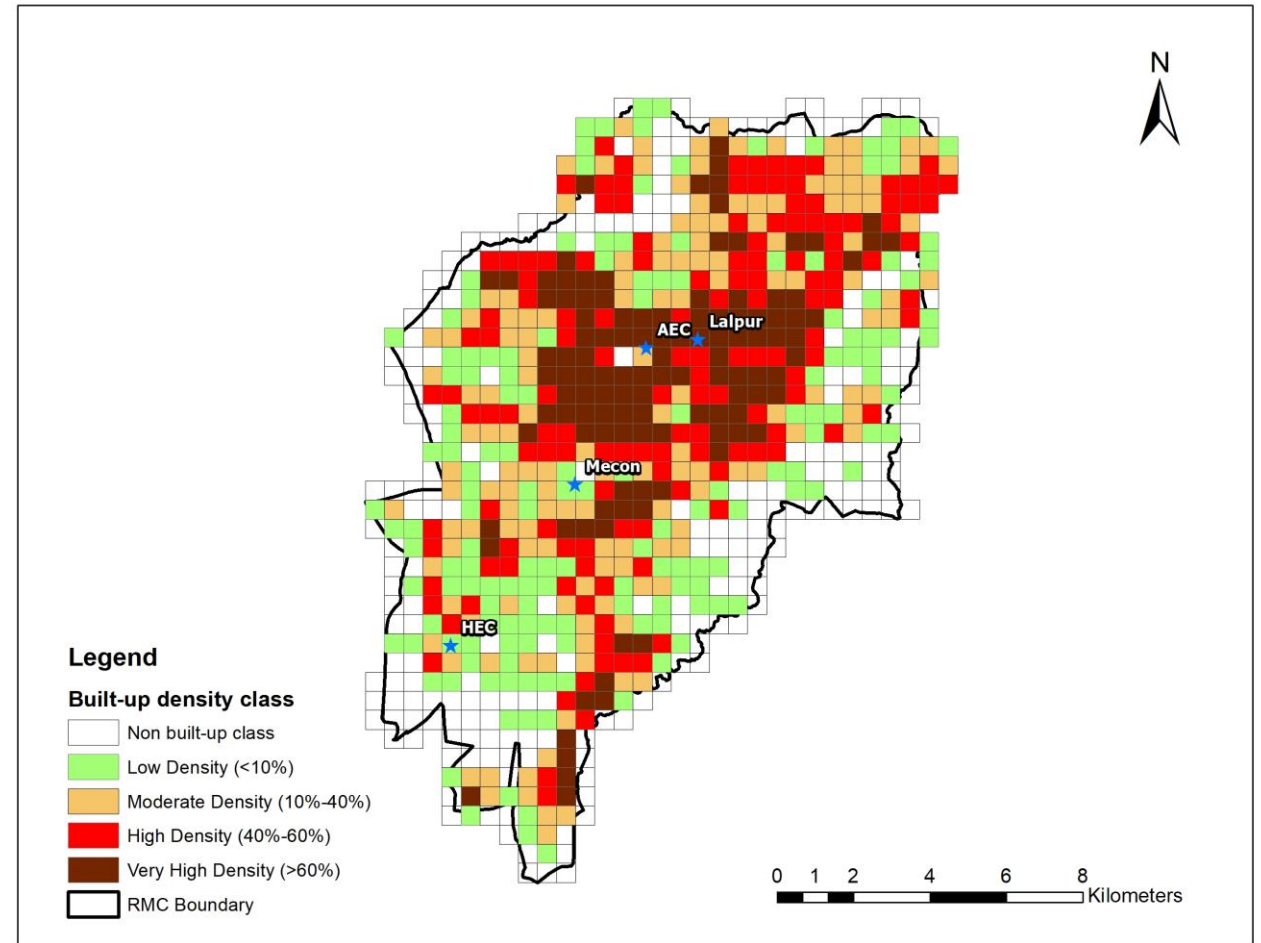 N
AEC
Lalpur
Mecon
HEC
Legend
Built-up density class
Non built-up class
Low Density (<10%)
Moderate Density (10%-40%)
High Density (40%-60%)
Very High Density (>60%)
RMC Boundary
0 1 2 4 6 8
Kilometers